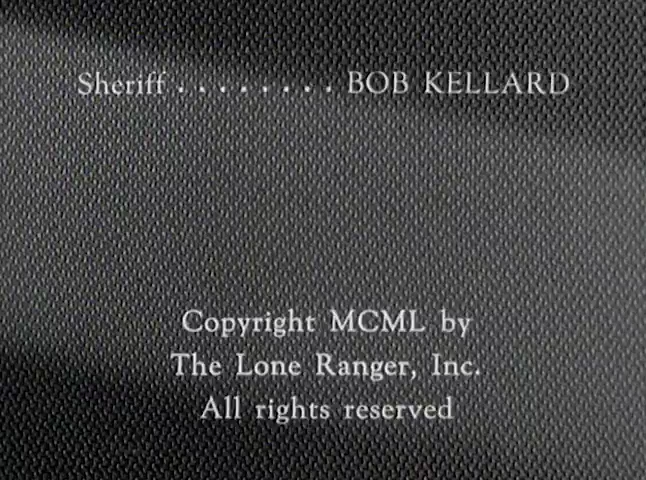 Sheriff . . . . . . . . BOB KELLARD
Copyright MCML by
The Lone Ranger, Inc.
All rights reserved